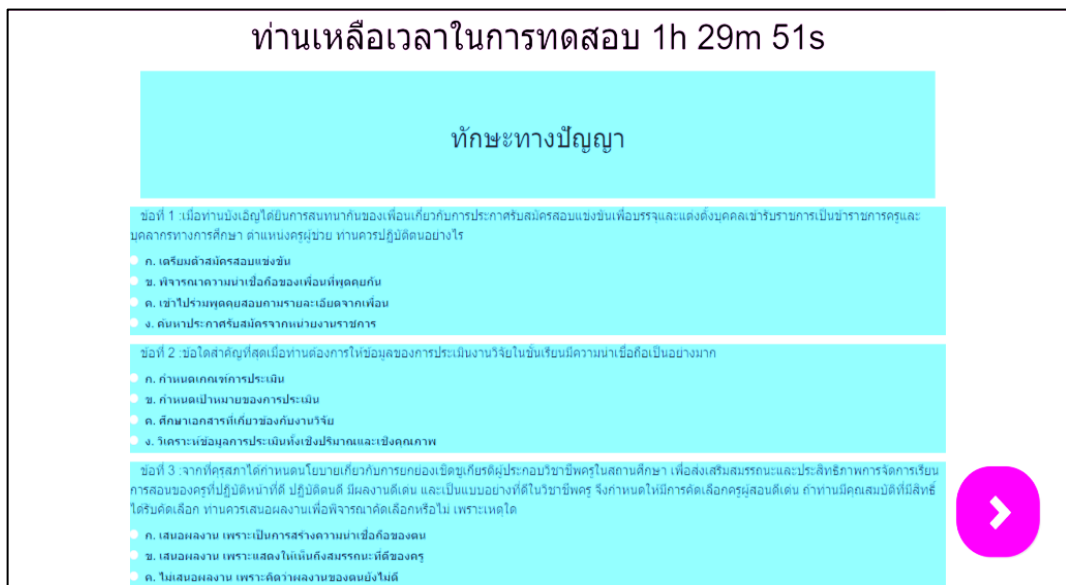 ท่านเหลือเวลาในการทดสอบ 1h 29m 51s
ทักษะทางปัญญา
ข้อที่ 1 :เมื่อท่านบังเอิญได้ยินการสนทนากันของเพื่อนเกี่ยวกับการประกาศรับสมัครสอบแข่งขันเพื่อบรรจุและแต่งตั้งบุคคลเข้ารับราชการเป็นข้าราชการครูและ
บุคลากรทางการศึกษา ตำแหน่งครูผู้ช่วย ท่านควรปฏิบัติตนอย่างไร
ก. เตรียมตัวสมัครสอบแข่งขัน
ข. พิจารณาความน่าเชื่อถือของเพื่อนที่พูดคุยกัน
ค. เข้าไปร่วมพูดคุยสอบถามรายละเอียดจากเพื่อน
ง. ค้นหาประกาศรับสมัครจากหน่วยงานราชการ
ข้อที่ 2 :ข้อใดสำคัญที่สุดเมื่อท่านต้องการให้ข้อมูลของการประเมินงานวิจัยในชั้นเรียนมีความน่าเชื่อถือเป็นอย่างมาก
ก. กำหนดเกณฑ์การประเมิน
ข. กำหนดเป้าหมายของการประเมิน
ค. ศึกษาเอกสารที่เกี่ยวข้องกับงานวิจัย
ง. วิเคราะห์ข้อมูลการประเมินทั้งเชิงปริมาณและเชิงคุณภาพ
ข้อที่ 3 :จากที่คุรุสภาได้กำหนดนโยบายเกี่ยวกับการยกย่องเชิดชูเกียรติผู้ประกอบวิชาชีพครูในสถานศึกษา เพื่อส่งเสริมสมรรถนะและประสิทธิภาพการจัดการเรียน
การสอนของครูที่ปฏิบัติหน้าที่ดี ปฏิบัติตนดี มีผลงานดีเด่น และเป็นแบบอย่างที่ดีในวิชาชีพครู จึงกำหนดให้มีการคัดเลือกครูผู้สอนดีเด่น ถ้าท่านมีคุณสมบัติที่มีสิทธิ์
ได้รับคัดเลือก ท่านควรเสนอผลงานเพื่อพิจารณาคัดเลือกหรือไม่ เพราะเหตุใด
ก. เสนอผลงาน เพราะเป็นการสร้างความน่าเชื่อถือของตน
ข. เสนอผลงาน เพราะแสดงให้เห็นถึงสมรรถนะที่ดีของครู
ค. ไม่เสนอผลงาน เพราะคิดว่าผลงานของตนยังไม่ดี